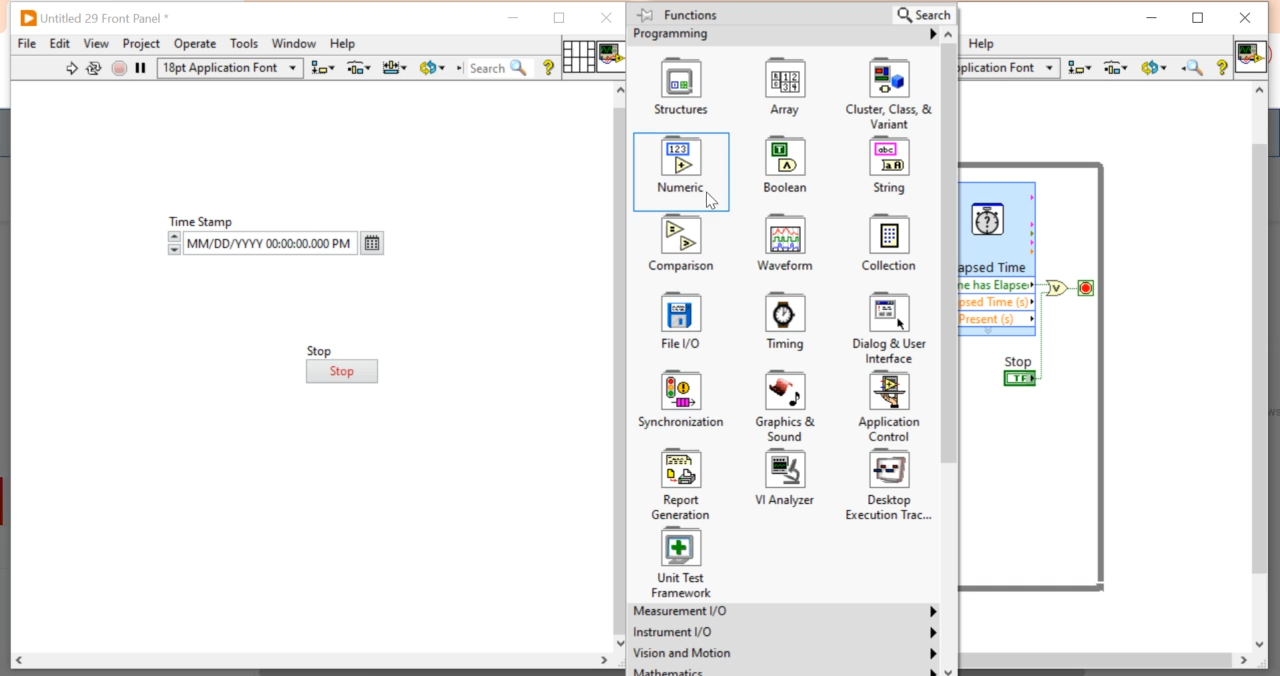 Untitled 29 Front Panel *
File Edit View Project Operate Tools Window Help
18pt Application Font
Search
Time Stamp
MM/DD/YYYY 00:00:00.000 PM
Stop
Stop
Functions
Search
Programming
Structures
Array
Cluster, Class, &
Variant
123
Numeric
Boolean
abc
String
Comparison
Waveform
Collection
File I/O
Timing
Dialog & User
Interface
Synchronization
Graphics &
Sound
Application
Control
Report
Generation
VI Analyzer
Desktop
Execution Trac...
Unit Test
Framework
Measurement I/O
Instrument I/O
Vision and Motion
Mathematics
Help
plication Font
apsed Time
ne has Elapse
psed Time (s)
Present (s)
Stop
TF